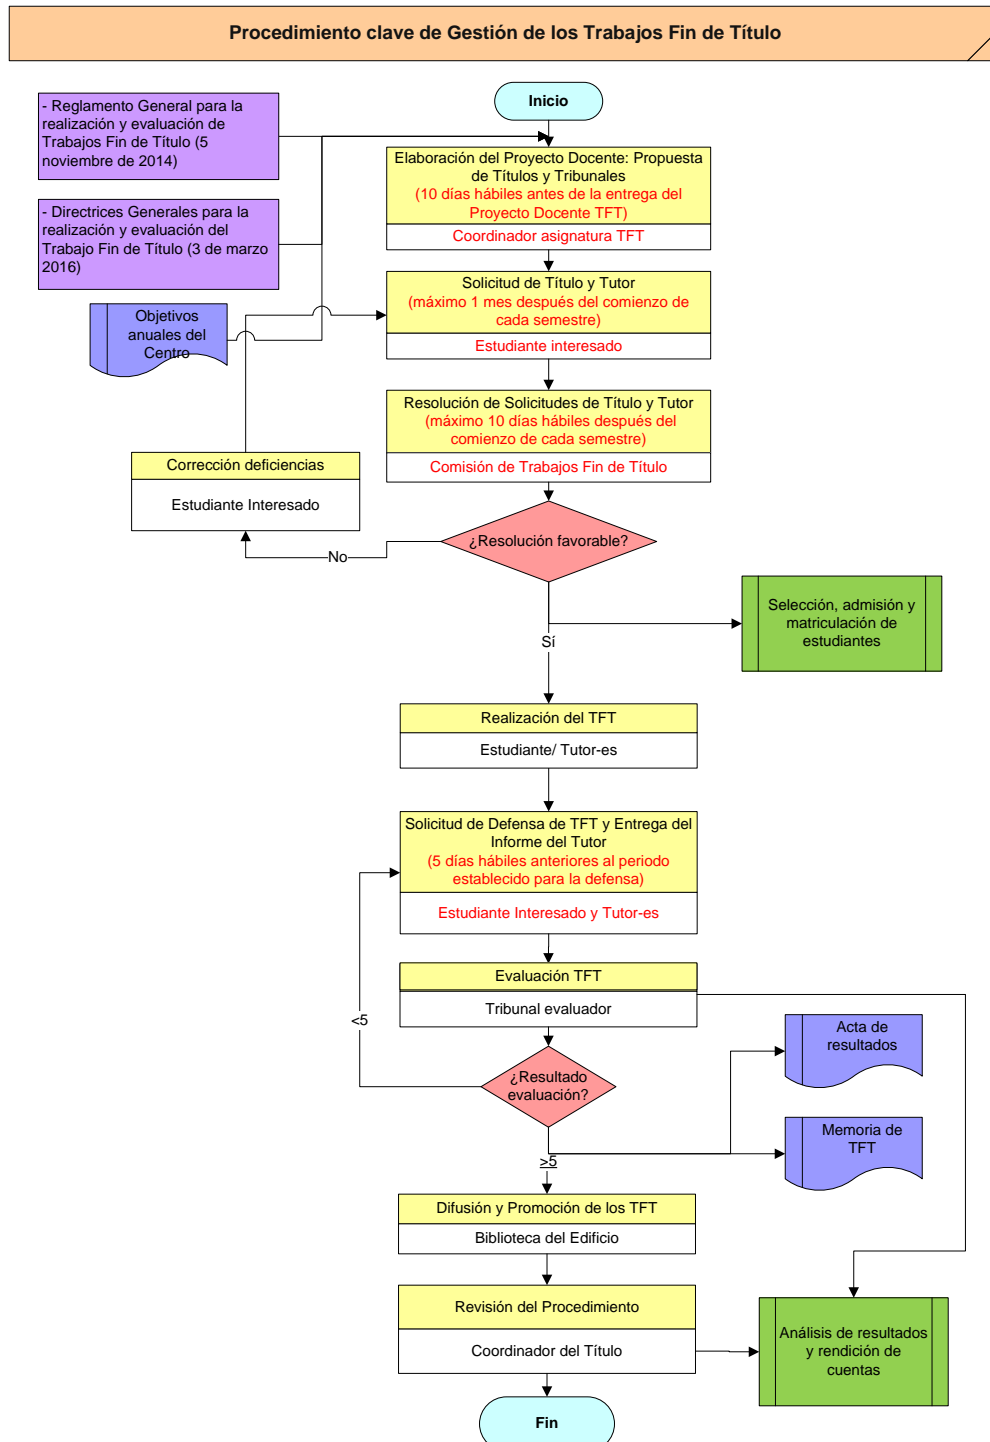 Procedimiento clave de Gestión de los Trabajos Fin de Título
Inicio
- Reglamento General para la
realización y evaluación de
Trabajos Fin de Título (5
noviembre de 2014)
Elaboración del Proyecto Docente: Propuesta
de Títulos y Tribunales
(10 días hábiles antes de la entrega del
Proyecto Docente TFT)
Coordinador asignatura TFT
- Directrices Generales para la
realización y evaluación del
Trabajo Fin de Título (3 de marzo
2016)
Solicitud de Título y Tutor
(máximo 1 mes después del comienzo de
cada semestre)
Estudiante interesado
Objetivos
anuales del
Centro
Resolución de Solicitudes de Título y Tutor
(máximo 10 días hábiles después del
comienzo de cada semestre)
Comisión de Trabajos Fin de Título
Corrección deficiencias
Estudiante Interesado
¿Resolución favorable?
No
Selección, admisión y
matriculación de
estudiantes
Sí
Realización del TFT
Estudiante/ Tutor-es
Solicitud de Defensa de TFT y Entrega del
Informe del Tutor
(5 días hábiles anteriores al periodo
establecido para la defensa)
Estudiante Interesado y Tutor-es
Evaluación TFT
Tribunal evaluador
<5
Acta de
resultados
¿Resultado
evaluación?
Memoria de
TFT
>5
Difusión y Promoción de los TFT
Biblioteca del Edificio
Revisión del Procedimiento
Coordinador del Título
Análisis de resultados
y rendición de
cuentas
Fin